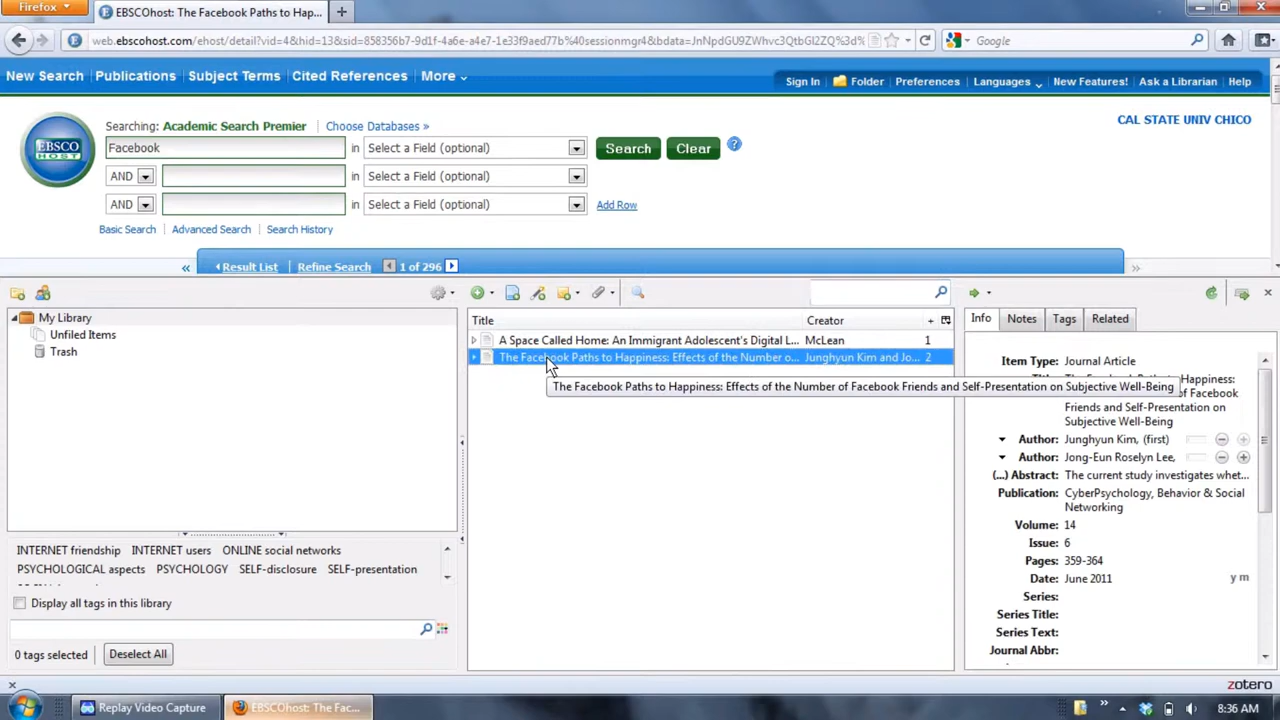 Firefox
EBSCOhost: The Facebook Paths to Hap...
web.ebscohost.com/ehost/detail?vid=4&hid=13&sid=858356b7-9d1f-4a6e-a4e7-1e33f9aed77b%40sessionmgr4&bdata=JnNpdGU9ZWhvc3QtbGl2ZQ%3d%
Google
New Search Publications Subject Terms Cited References More
Sign In Folder Preferences Languages New Features! Ask a Librarian Help
Searching: Academic Search Premier Choose Databases »
CAL STATE UNIV CHICO
EBSCO
HOST
Facebook in Select a Field (optional) Search Clear ?
AND in Select a Field (optional)
AND in Select a Field (optional) Add Row
Basic Search Advanced Search Search History
« Result List Refine Search 1 of 296 »
My Library
Unfiled Items
Trash
Title Creator +
A Space Called Home: An Immigrant Adolescent's Digital L... McLean 1
The Facebook Paths to Happiness: Effects of the Number o... Junghyun Kim and Jo... 2
The Facebook Paths to Happiness: Effects of the Number of Facebook Friends and Self-Presentation on Subjective Well-Being
Info Notes Tags Related
Item Type: Journal Article
Happiness:
of Facebook
Friends and Self-Presentation on
Subjective Well-Being
Author: Junghyun Kim, (first)
Author: Jong-Eun Roselyn Lee,
(...) Abstract: The current study investigates whet...
Publication: CyberPsychology, Behavior & Social
Networking
Volume: 14
Issue: 6
Pages: 359-364
Date: June 2011 y m
Series:
Series Title:
Series Text:
Journal Abbr:
INTERNET friendship INTERNET users ONLINE social networks
PSYCHOLOGICAL aspects PSYCHOLOGY SELF-disclosure SELF-presentation
Display all tags in this library
0 tags selected Deselect All
zotero
Replay Video Capture
EBSCOhost: The Fac...
8:36 AM